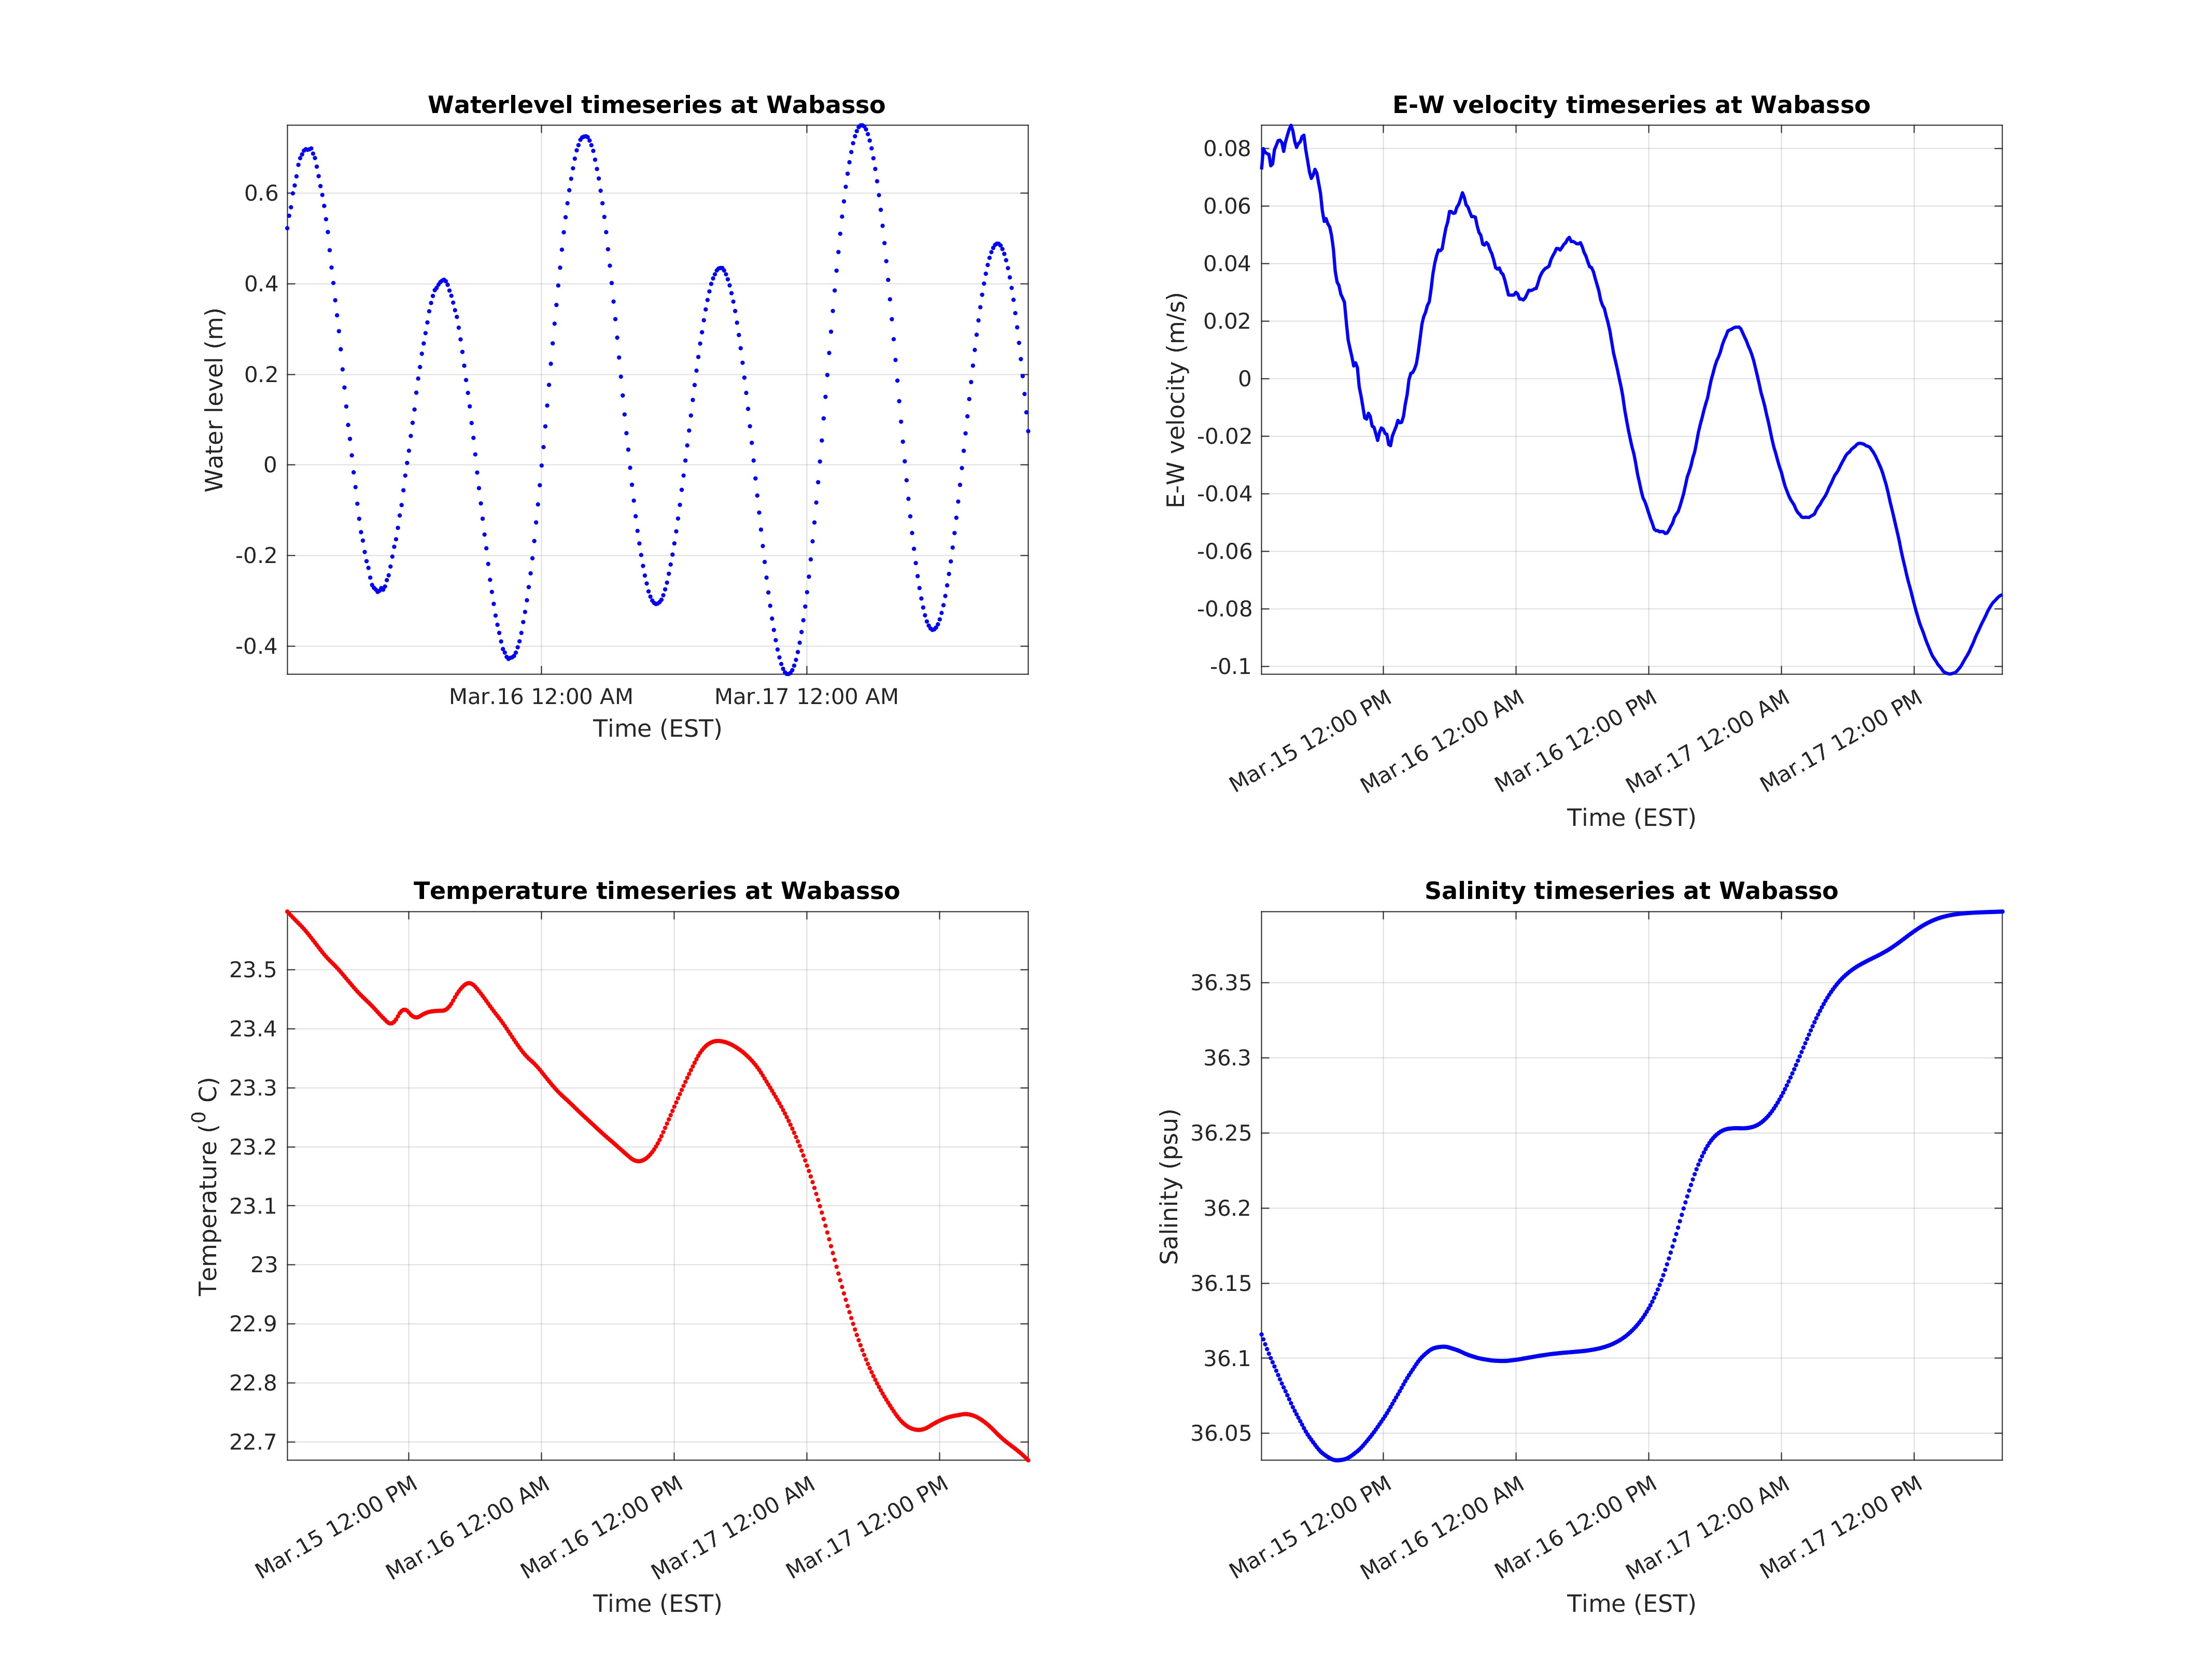 Waterlevel timeseries at Wabasso
Water level (m)
0.6
0.4
0.2
0
-0.2
-0.4
Mar.16 12:00 AM
Mar.17 12:00 AM
Time (EST)
E-W velocity timeseries at Wabasso
E-W velocity (m/s)
0.08
0.06
0.04
0.02
0
-0.02
-0.04
-0.06
-0.08
-0.1
Mar.15 12:00 PM
Mar.16 12:00 AM
Mar.16 12:00 PM
Mar.17 12:00 AM
Mar.17 12:00 PM
Time (EST)
Temperature timeseries at Wabasso
Temperature (⁰ C)
23.5
23.4
23.3
23.2
23.1
23
22.9
22.8
22.7
Mar.15 12:00 PM
Mar.16 12:00 AM
Mar.16 12:00 PM
Mar.17 12:00 AM
Mar.17 12:00 PM
Time (EST)
Salinity timeseries at Wabasso
Salinity (psu)
36.35
36.3
36.25
36.2
36.15
36.1
36.05
Mar.15 12:00 PM
Mar.16 12:00 AM
Mar.16 12:00 PM
Mar.17 12:00 AM
Mar.17 12:00 PM
Time (EST)